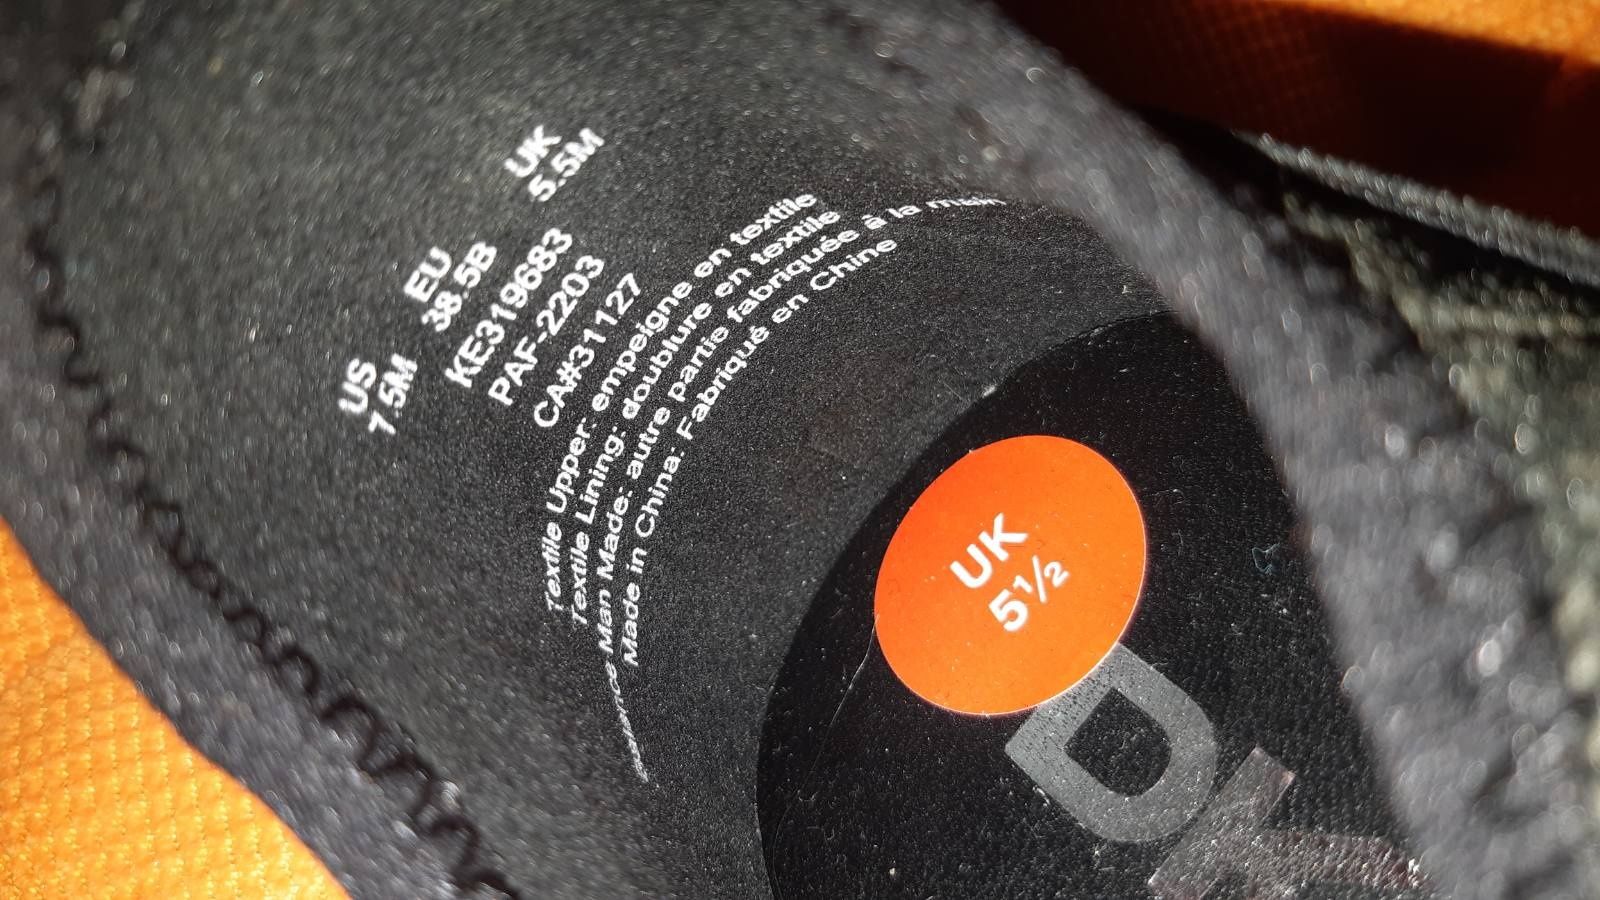 US
7.5M
EU
38.5B
UK
5.5M
KE319683
PAF-2203
CA#31127
Textile Upper: empeigne en textile
Textile Lining: doublure en textile
Man Made: autre partie fabriquée à la main
Made in China: Fabriqué en Chine
UK
5½
D